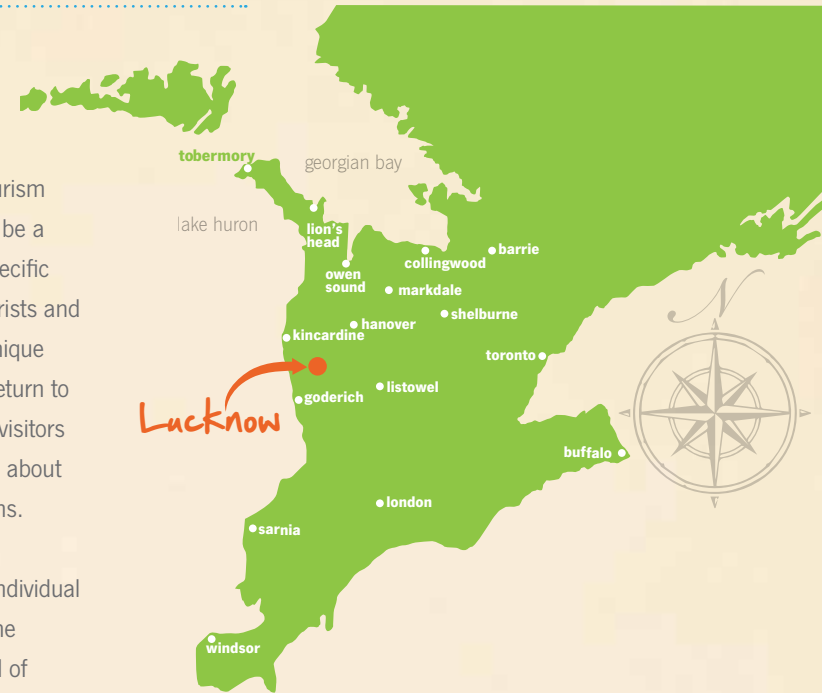 urism
be a
ecific
rists and
nique
eturn to
visitors
about
ns.
ndividual
ne
l of
tobermory
georgian bay
lake huron
lion's
head
owen
sound
collingwood
barrie
markdale
shelburne
hanover
kincardine
toronto
listowel
goderich
Lucknow
buffalo
london
sarnia
windsor
N